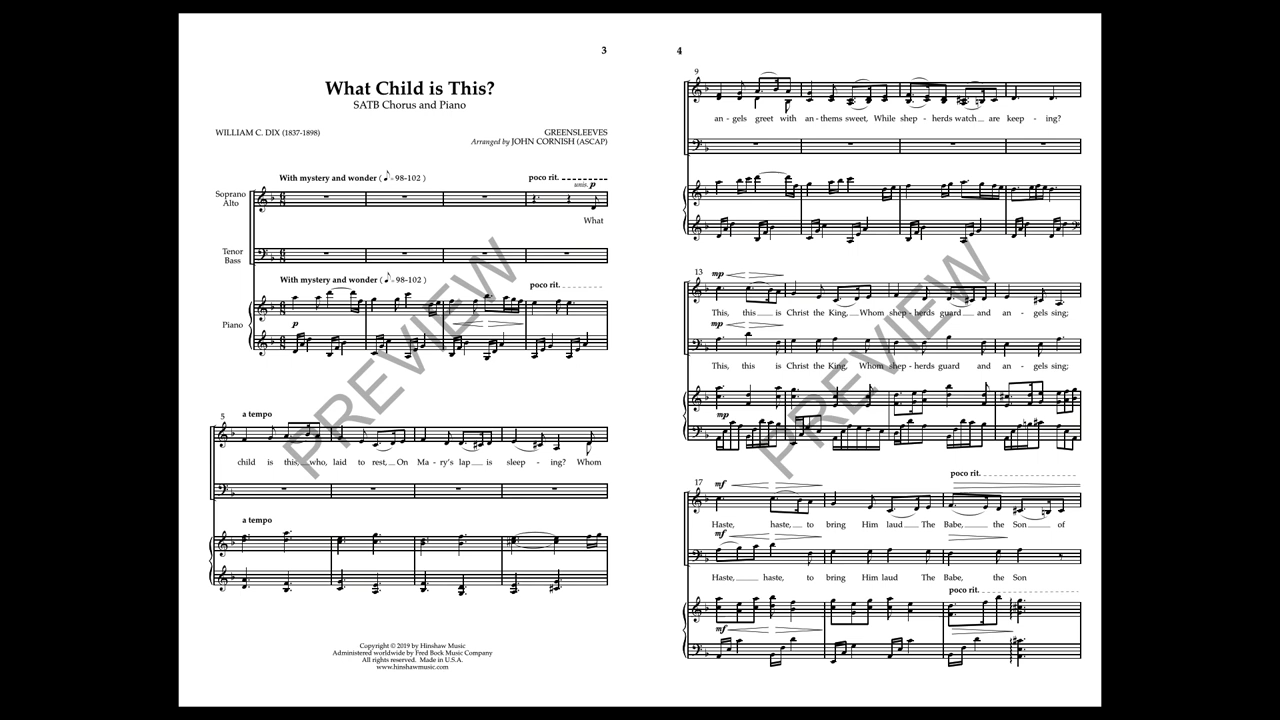 3
What Child is This?
SATB Chorus and Piano
WILLIAM C. DIX (1837-1898)
GREENSLEEVES
Arranged by JOHN CORNISH (ASCAP)
With mystery and wonder ( ♪ = 98-102 )
poco rit.
unis. p
Soprano
Alto
What
Tenor
Bass
With mystery and wonder ( ♪ = 98-102 )
poco rit.
Piano
p
5
a tempo
child is this, who, laid to rest, On Ma - ry's lap is sleep - ing? Whom
a tempo
PREVIEW
Copyright © 2019 by Hinshaw Music
Administered worldwide by Fred Bock Music Company
All rights reserved. Made in U.S.A.
www.hinshawmusic.com
4
9
an - gels greet with an - thems sweet, While shep - herds watch are keep - ing?
13
mp
This, this is Christ the King, Whom shep - herds guard and an - gels sing;
mp
This, this is Christ the King, Whom shep - herds guard and an - gels sing;
mp
PREVIEW
poco rit.
17
mf
Haste, haste, to bring Him laud The Babe, the Son of
mf
Haste, haste, to bring Him laud The Babe, the Son
poco rit.
mf